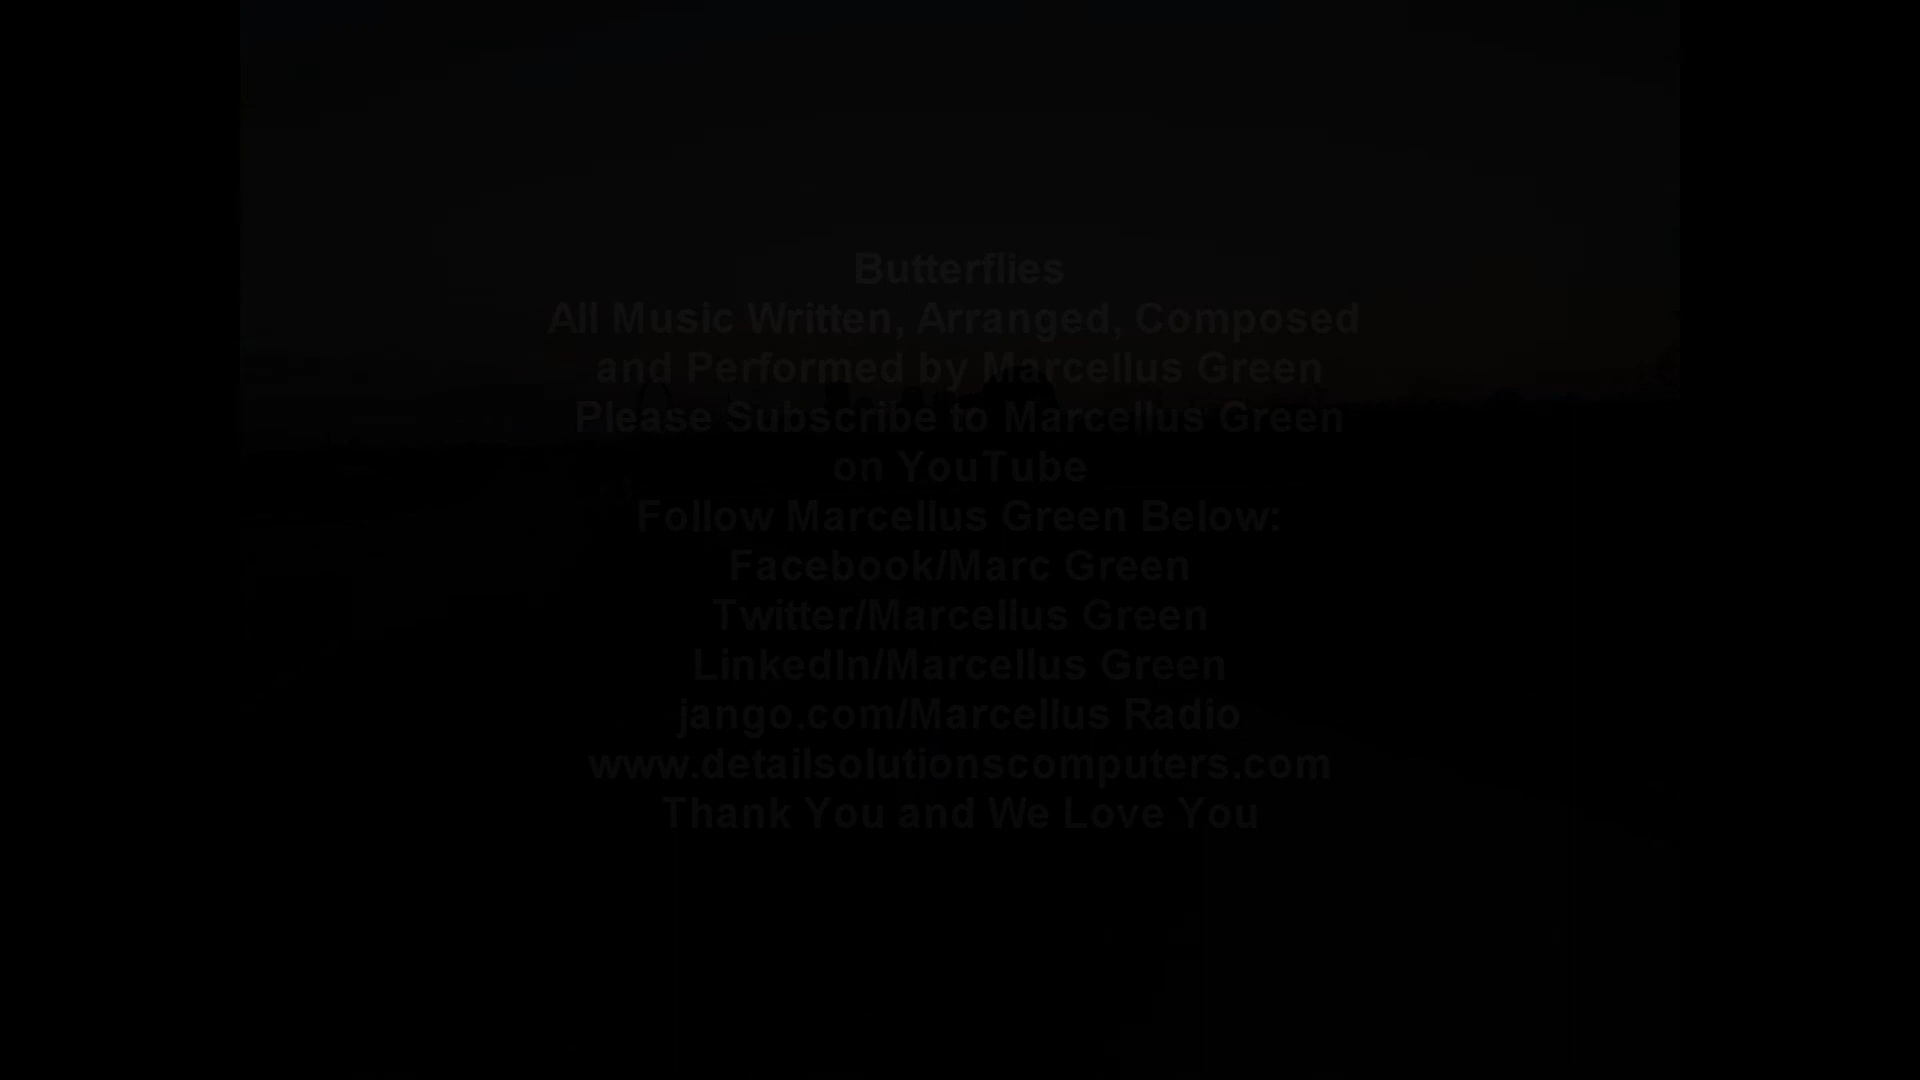 Butterflies
All Music Written, Arranged, Composed
and Performed by Marcellus Green
Please Subscribe to Marcellus Green
on YouTube
Follow Marcellus Green Below:
Facebook/Marc Green
Twitter/Marcellus Green
LinkedIn/Marcellus Green
jango.com/Marcellus Radio
www.detailsolutionscomputers.com
Thank You and We Love You